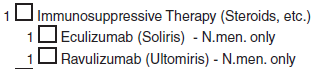 1 ☐ Immunosuppressive Therapy (Steroids, etc.)
1 ☐ Eculizumab (Soliris) - N.men. only
1 ☐ Ravulizumab (Ultomiris) - N.men. only